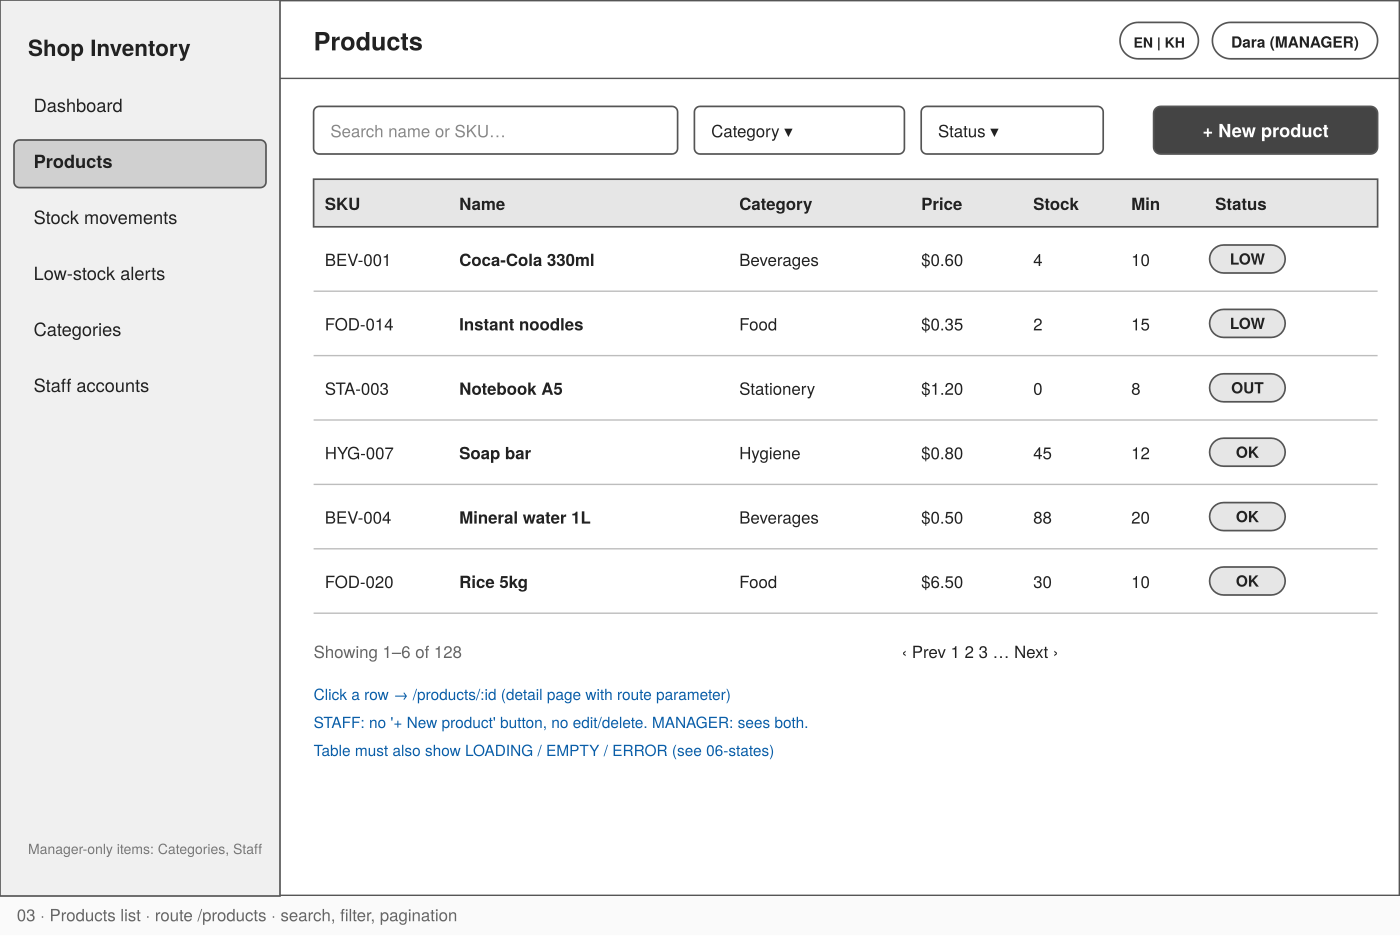 Shop Inventory
Dashboard
Products
Stock movements
Low-stock alerts
Categories
Staff accounts
Manager-only items: Categories, Staff
Products
EN | KH
Dara (MANAGER)
Search name or SKU…
Category ▾
Status ▾
+ New product
SKU Name Category Price Stock Min Status
BEV-001 Coca-Cola 330ml Beverages $0.60 4 10 LOW
FOD-014 Instant noodles Food $0.35 2 15 LOW
STA-003 Notebook A5 Stationery $1.20 0 8 OUT
HYG-007 Soap bar Hygiene $0.80 45 12 OK
BEV-004 Mineral water 1L Beverages $0.50 88 20 OK
FOD-020 Rice 5kg Food $6.50 30 10 OK
Showing 1–6 of 128
‹ Prev 1 2 3 … Next ›
Click a row → /products/:id (detail page with route parameter)
STAFF: no '+ New product' button, no edit/delete. MANAGER: sees both.
Table must also show LOADING / EMPTY / ERROR (see 06-states)
03 · Products list · route /products · search, filter, pagination